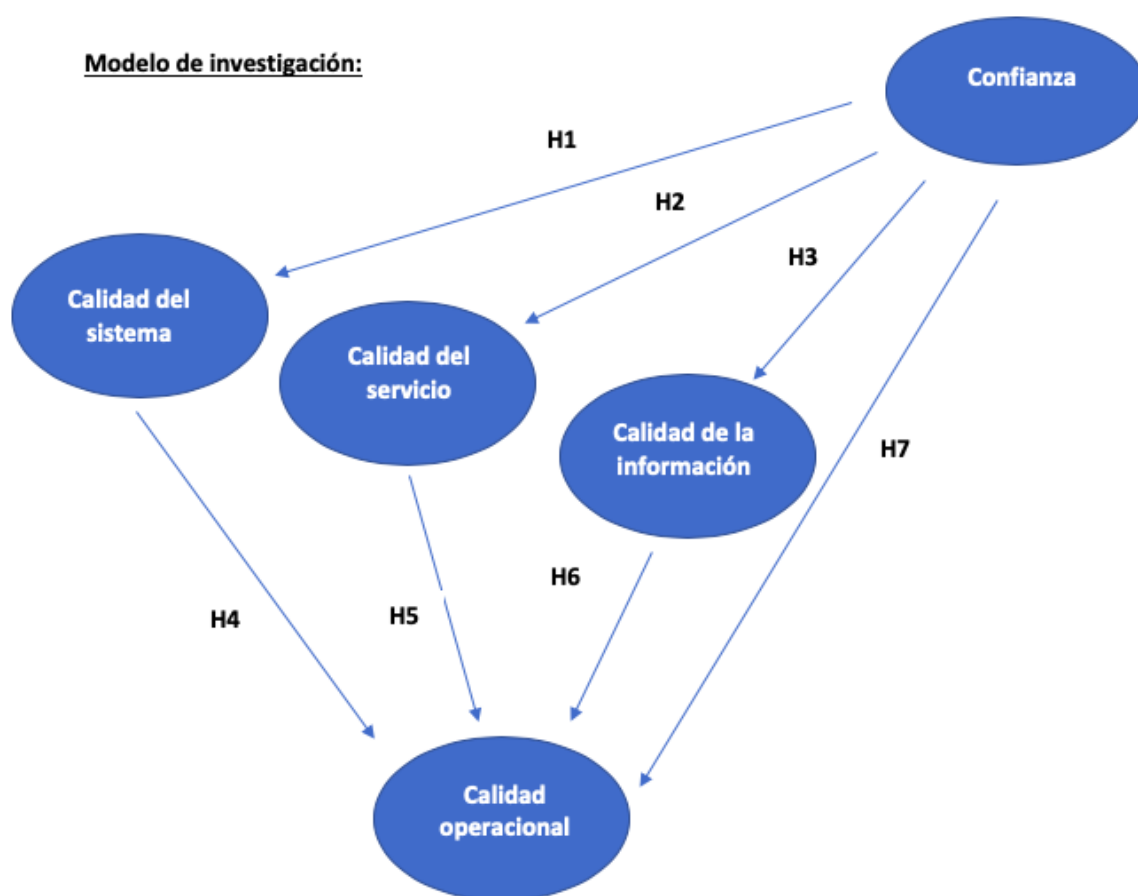 Modelo de investigación:
Confianza
H1
H2
H3
Calidad del
sistema
Calidad del
servicio
Calidad de la
información
H7
H6
H5
H4
Calidad
operacional